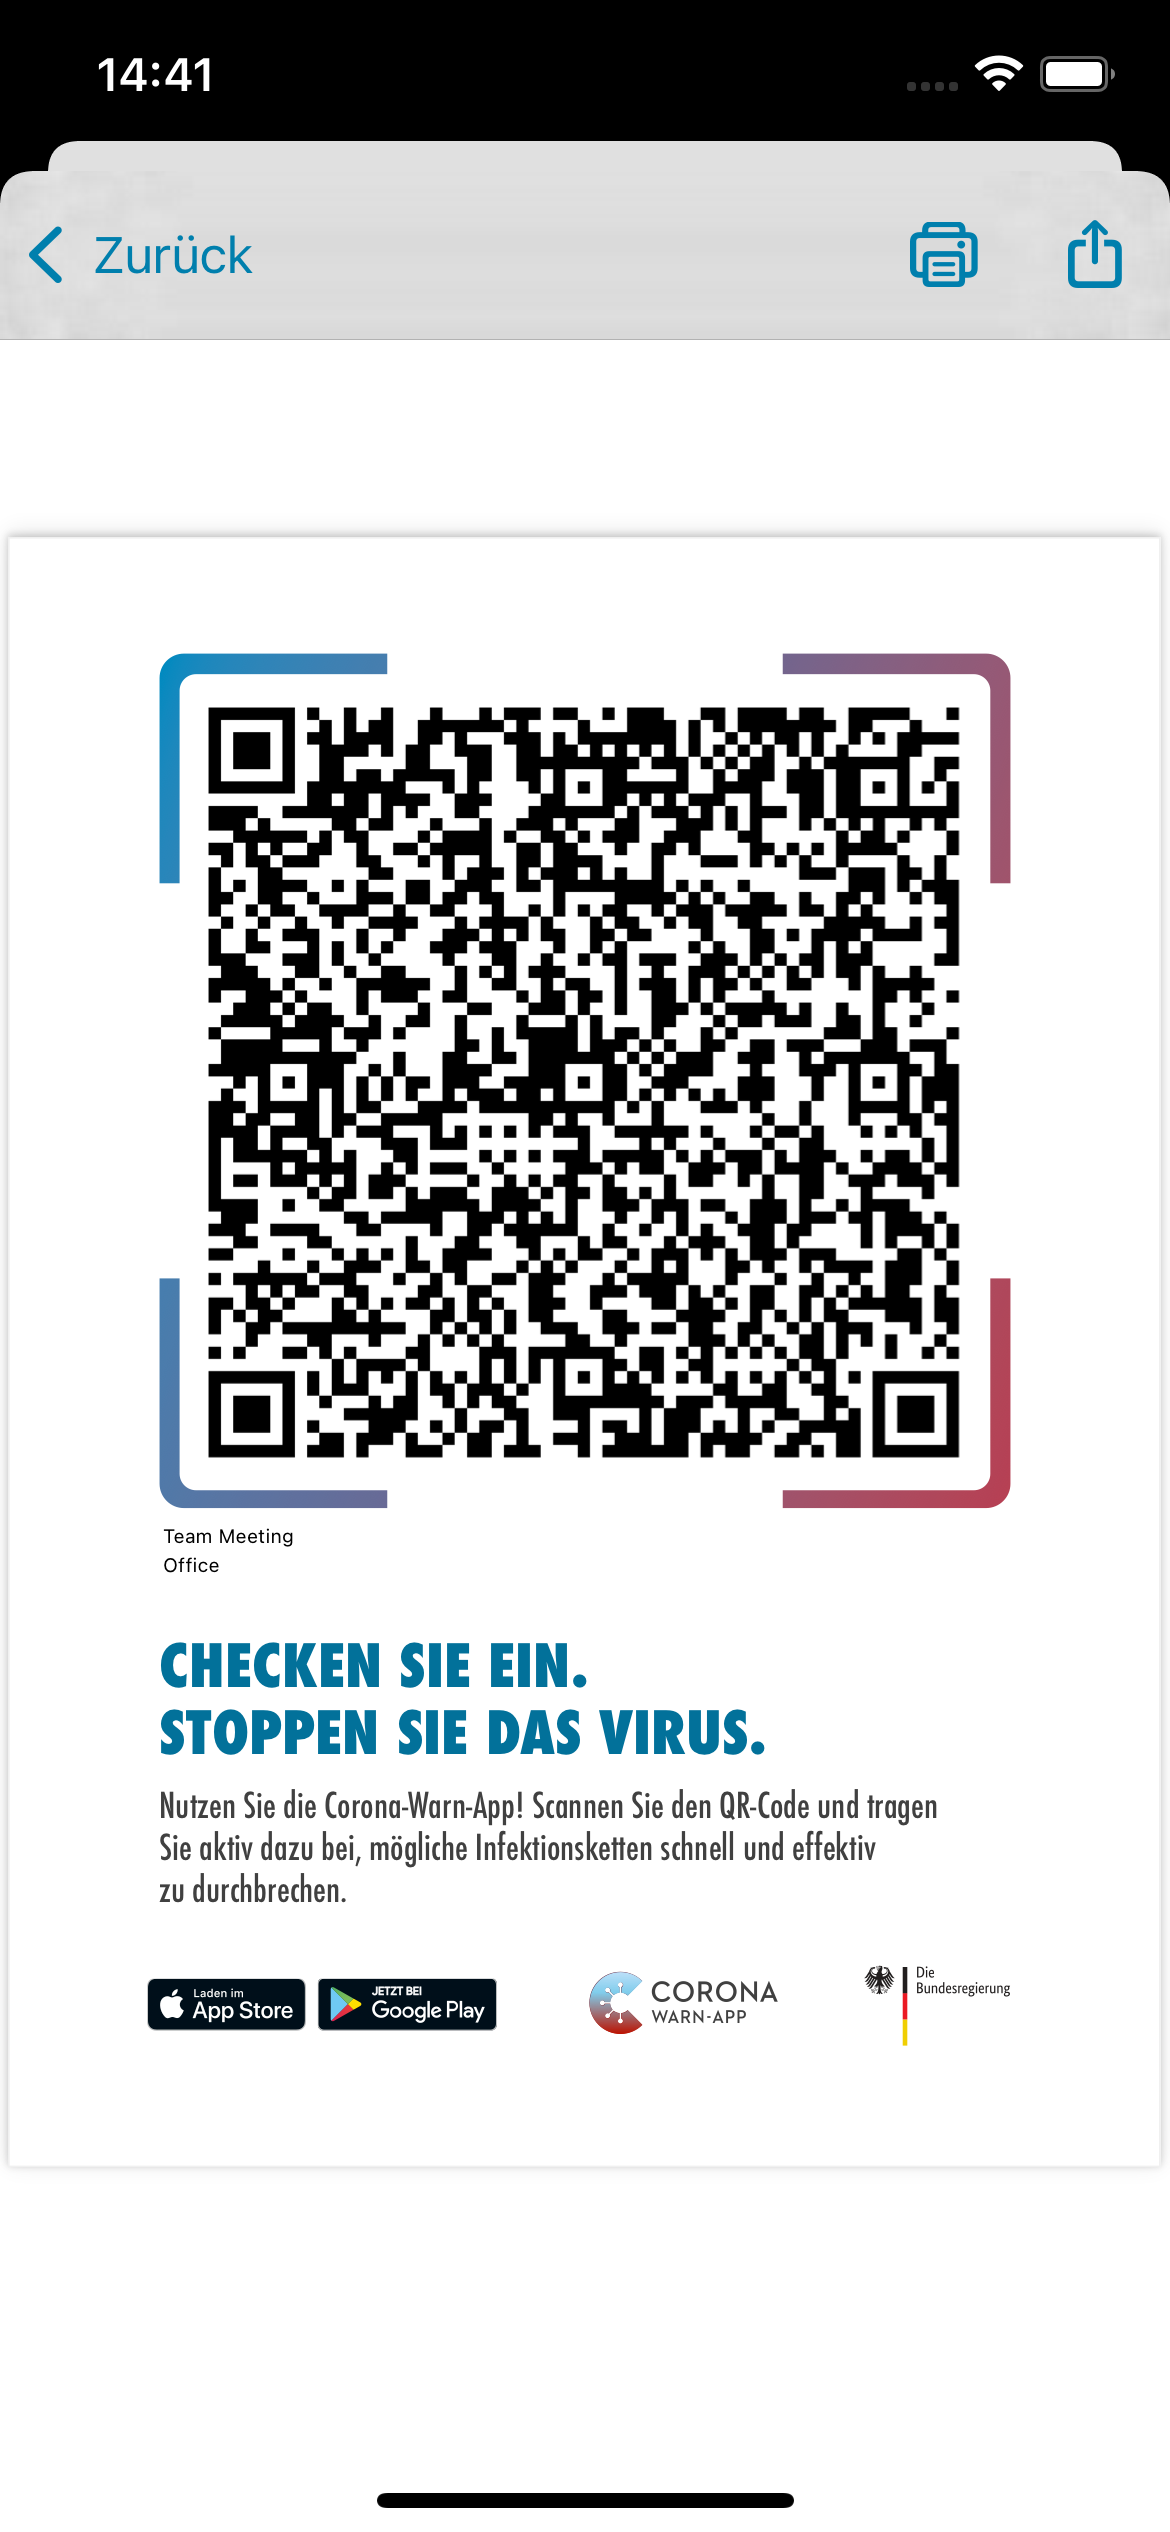 14:41
Zurück
Team Meeting
Office
CHECKEN SIE EIN.
STOPPEN SIE DAS VIRUS.
Nutzen Sie die Corona-Warn-App! Scannen Sie den QR-Code und tragen
Sie aktiv dazu bei, mögliche Infektionsketten schnell und effektiv
zu durchbrechen.
Laden im
App Store
JETZT BEI
Google Play
CORONA
WARN-APP
Die
Bundesregierung